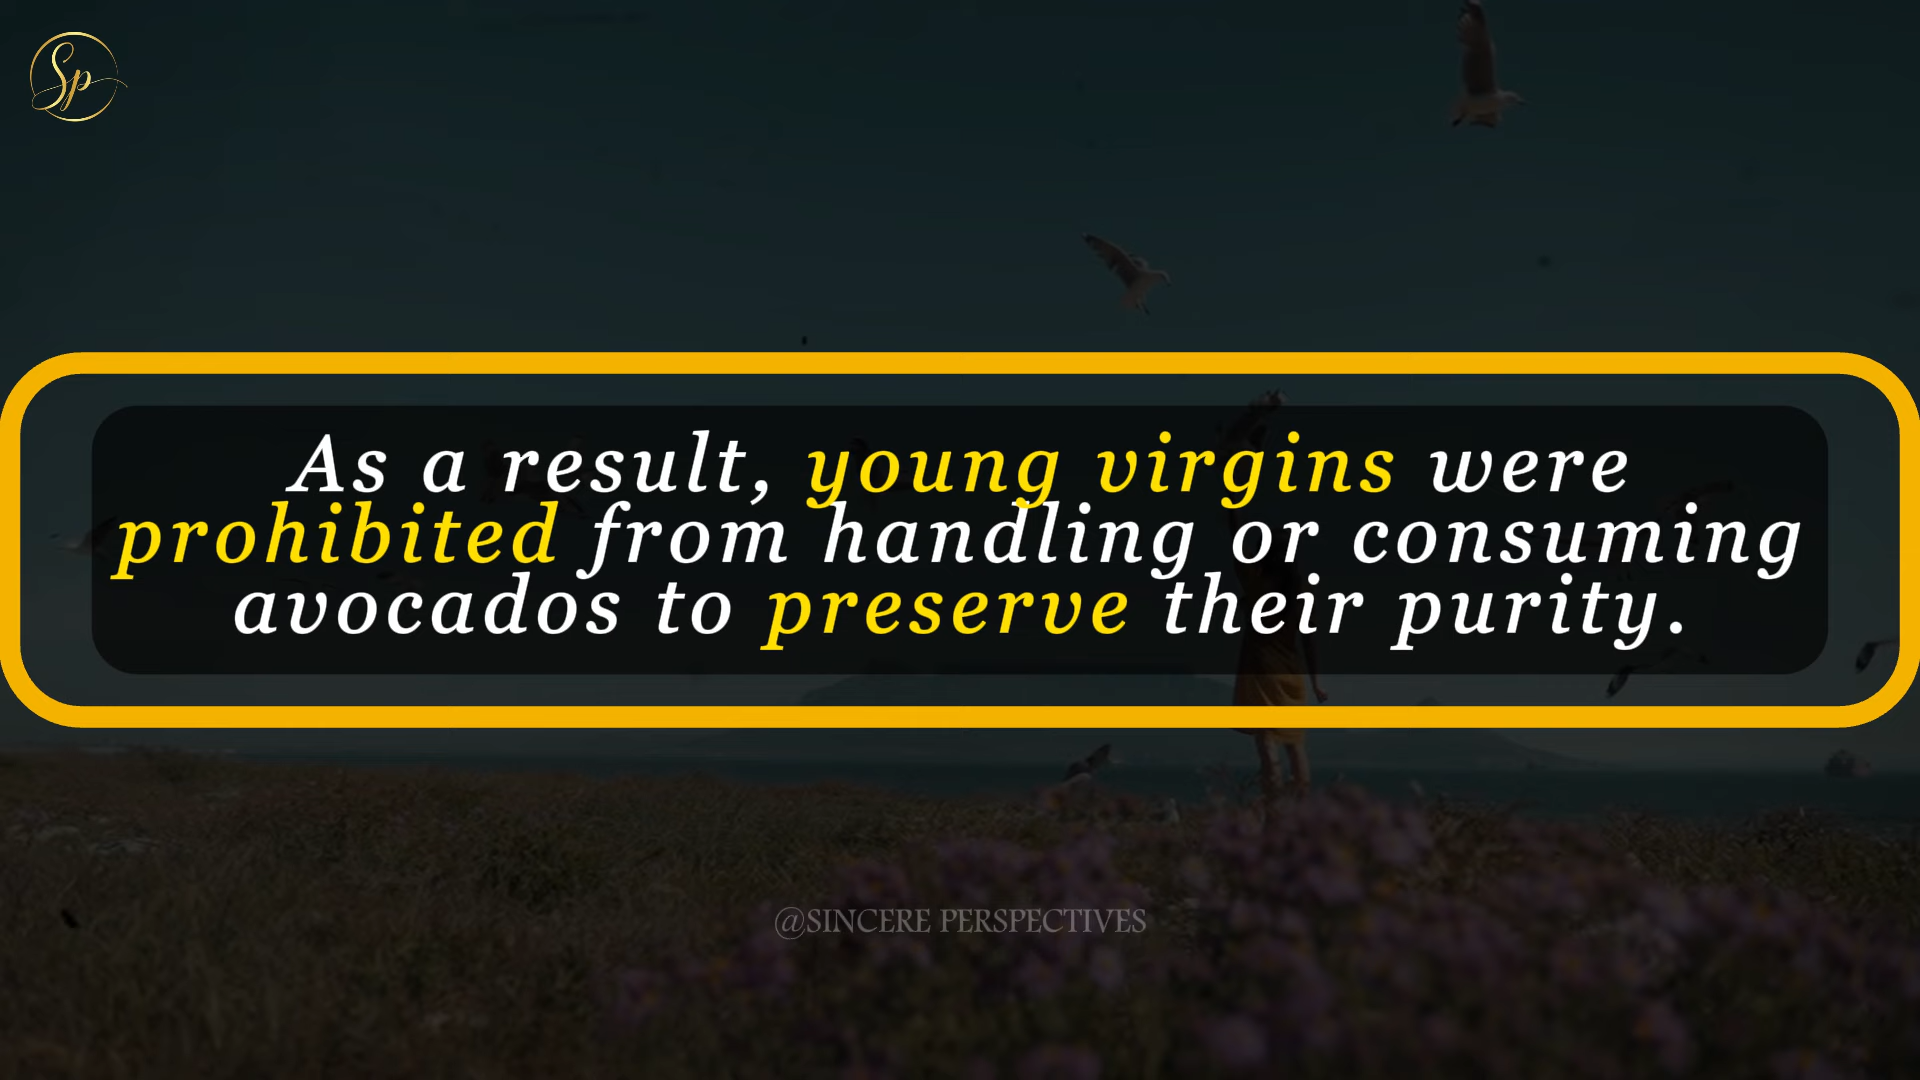 Sp
As a result, young virgins were
prohibited from handling or consuming
avocados to preserve their purity.
@SINCERE PERSPECTIVES